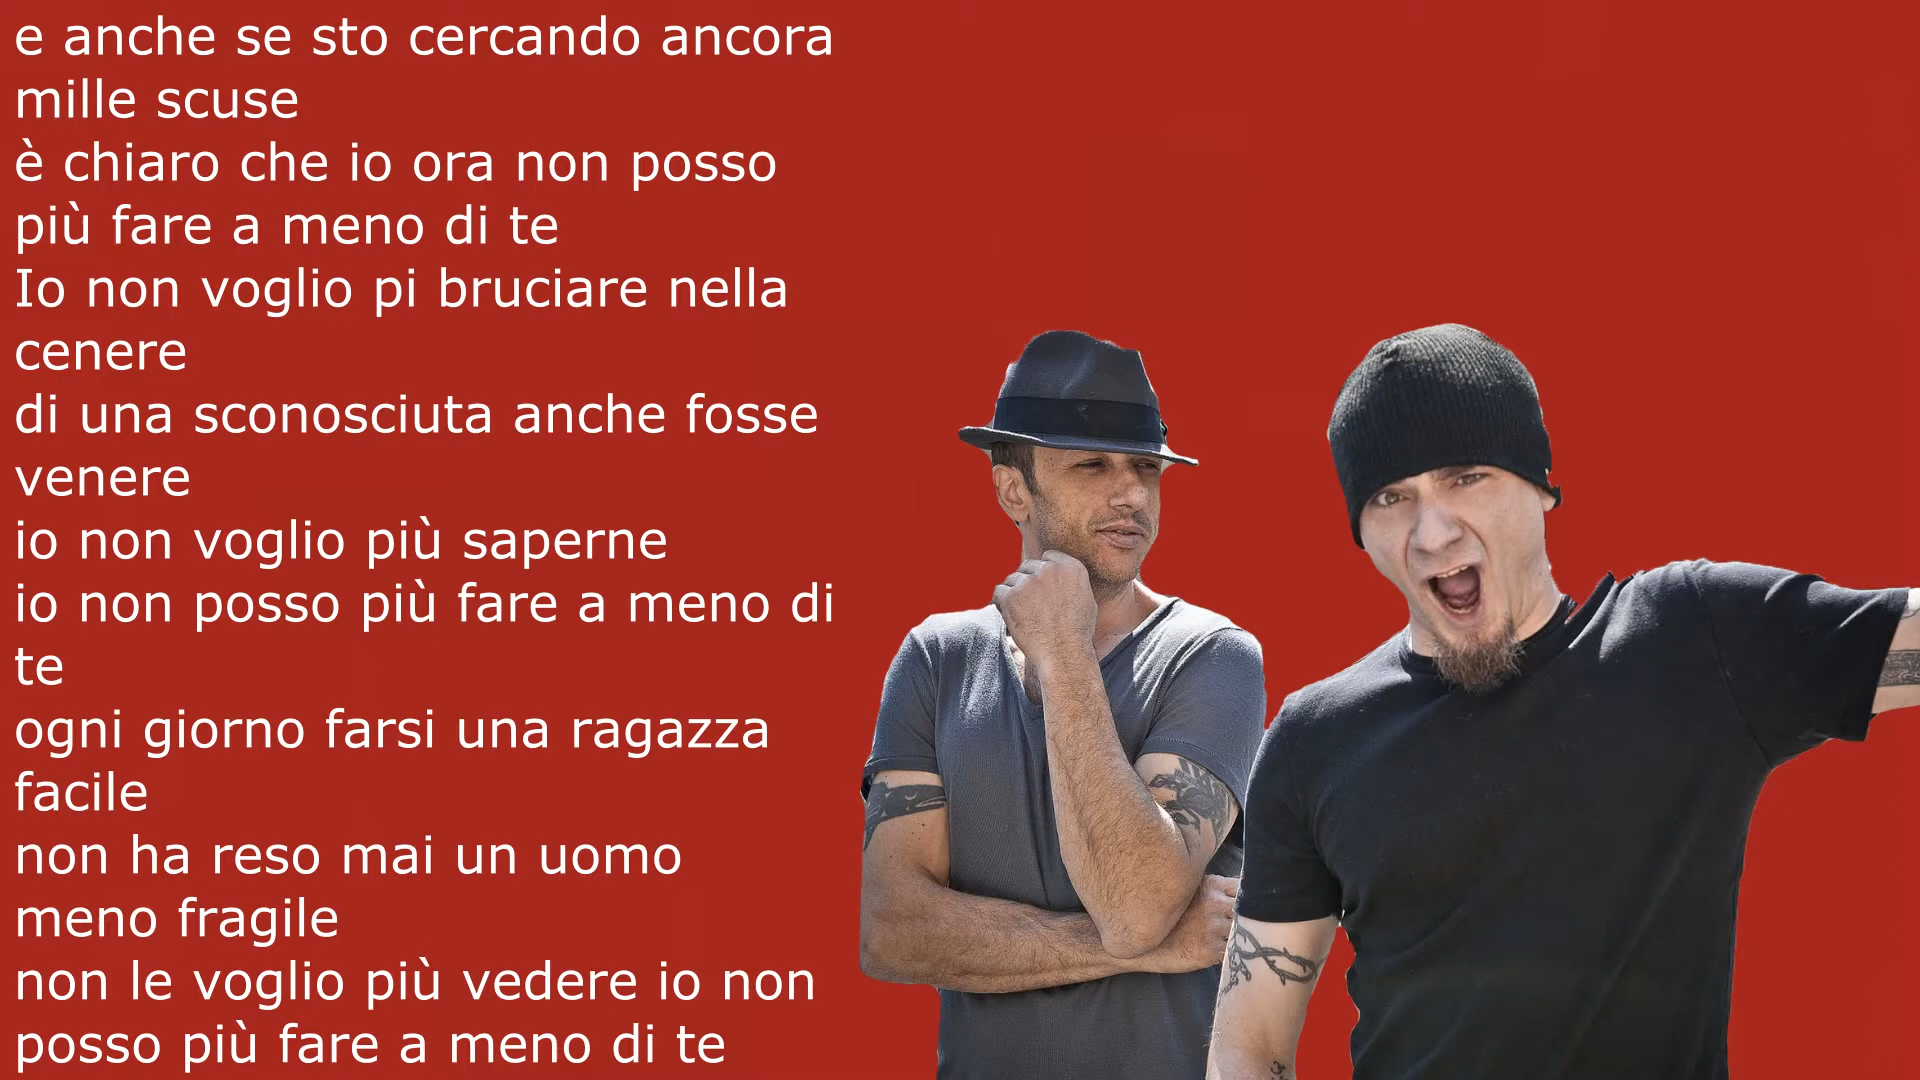 e anche se sto cercando ancora
mille scuse
è chiaro che io ora non posso
più fare a meno di te
Io non voglio pi bruciare nella
cenere
di una sconosciuta anche fosse
venere
io non voglio più saperne
io non posso più fare a meno di
te
ogni giorno farsi una ragazza
facile
non ha reso mai un uomo
meno fragile
non le voglio più vedere io non
posso più fare a meno di te